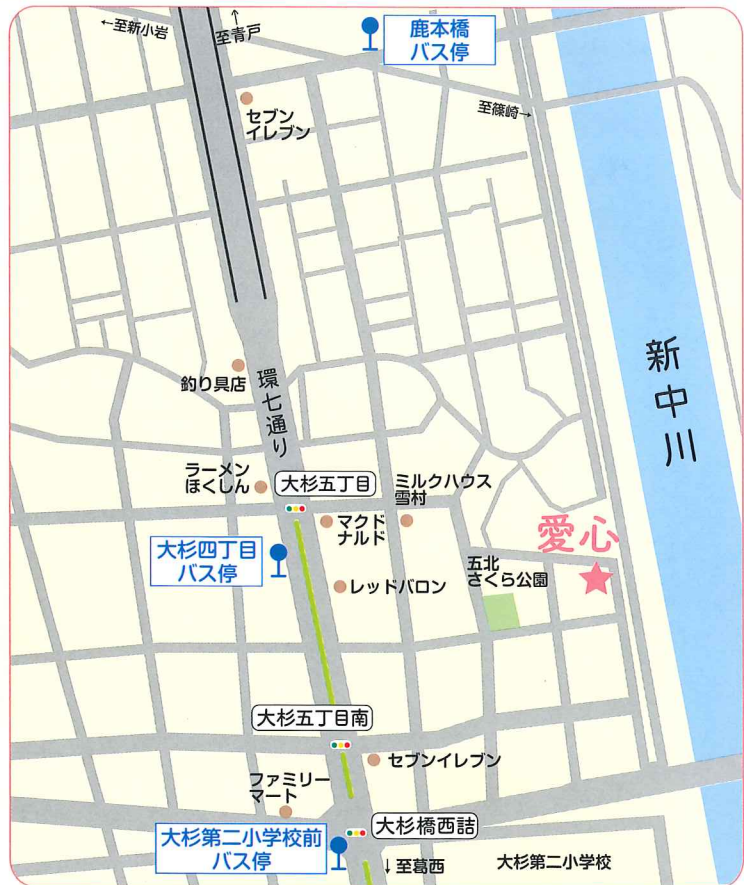 ←至新小岩
↑
至青戸
鹿本橋
バス停
セブン
イレブン
至篠崎→
新中川
釣り具店
環七通り
ラーメン
ほくしん
大杉五丁目
ミルクハウス
雪村
マクド
ナルド
愛心
大杉四丁目
バス停
五北
さくら公園
レッドバロン
大杉五丁目南
セブンイレブン
ファミリー
マート
大杉橋西詰
大杉第二小学校前
バス停
↓至葛西
大杉第二小学校